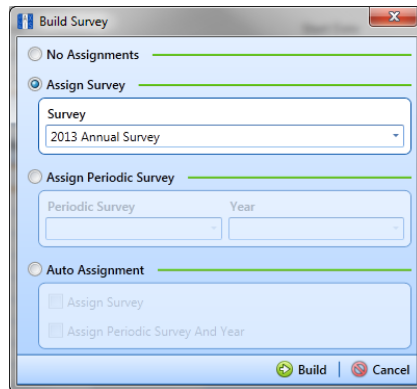 Build Survey
No Assignments
Assign Survey
Survey
2013 Annual Survey
Assign Periodic Survey
Periodic Survey Year
Auto Assignment
Assign Survey
Assign Periodic Survey And Year
Build Cancel